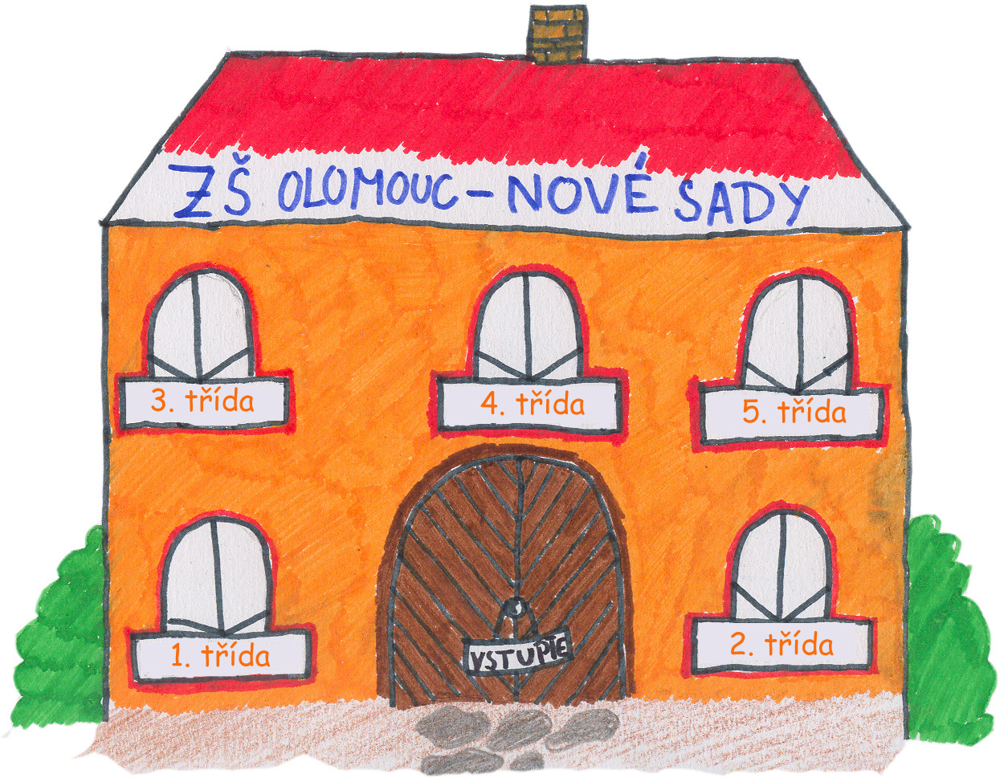 ZŠ OLOMOUC - NOVÉ SADY
3. třída
4. třída
5. třída
1. třída
2. třída
VSTUPTE